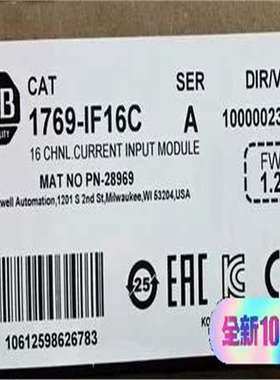 CAT SER DIR/V
B 1769-IF16C A 10000023
16 CHNL.CURRENT INPUT MODULE
MAT NO PN-28969 FW
well Automation,1201 S 2nd St,Milwaukee,WI 53204,USA 1.2
25 EAC
10612598626783
全新10